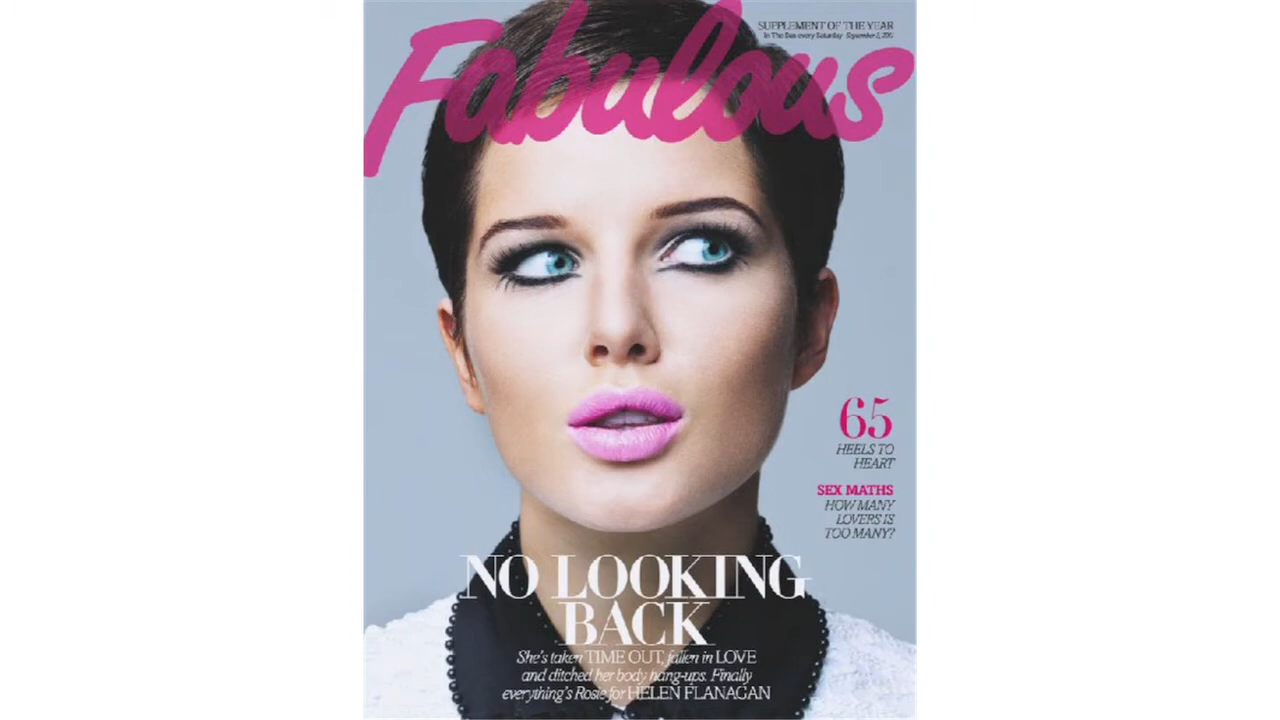 Fabulous
SUPPLEMENT OF THE YEAR
In The Sun every Saturday September
65
HEELS TO
HEART
SEX MATHS
HOW MANY
LOVERS IS
TOO MANY?
NO LOOKING
BACK
She's taken TIME OUT, fallen in LOVE
and ditched her body hang-ups. Finally
everything's Rosie for HELEN FLANAGAN